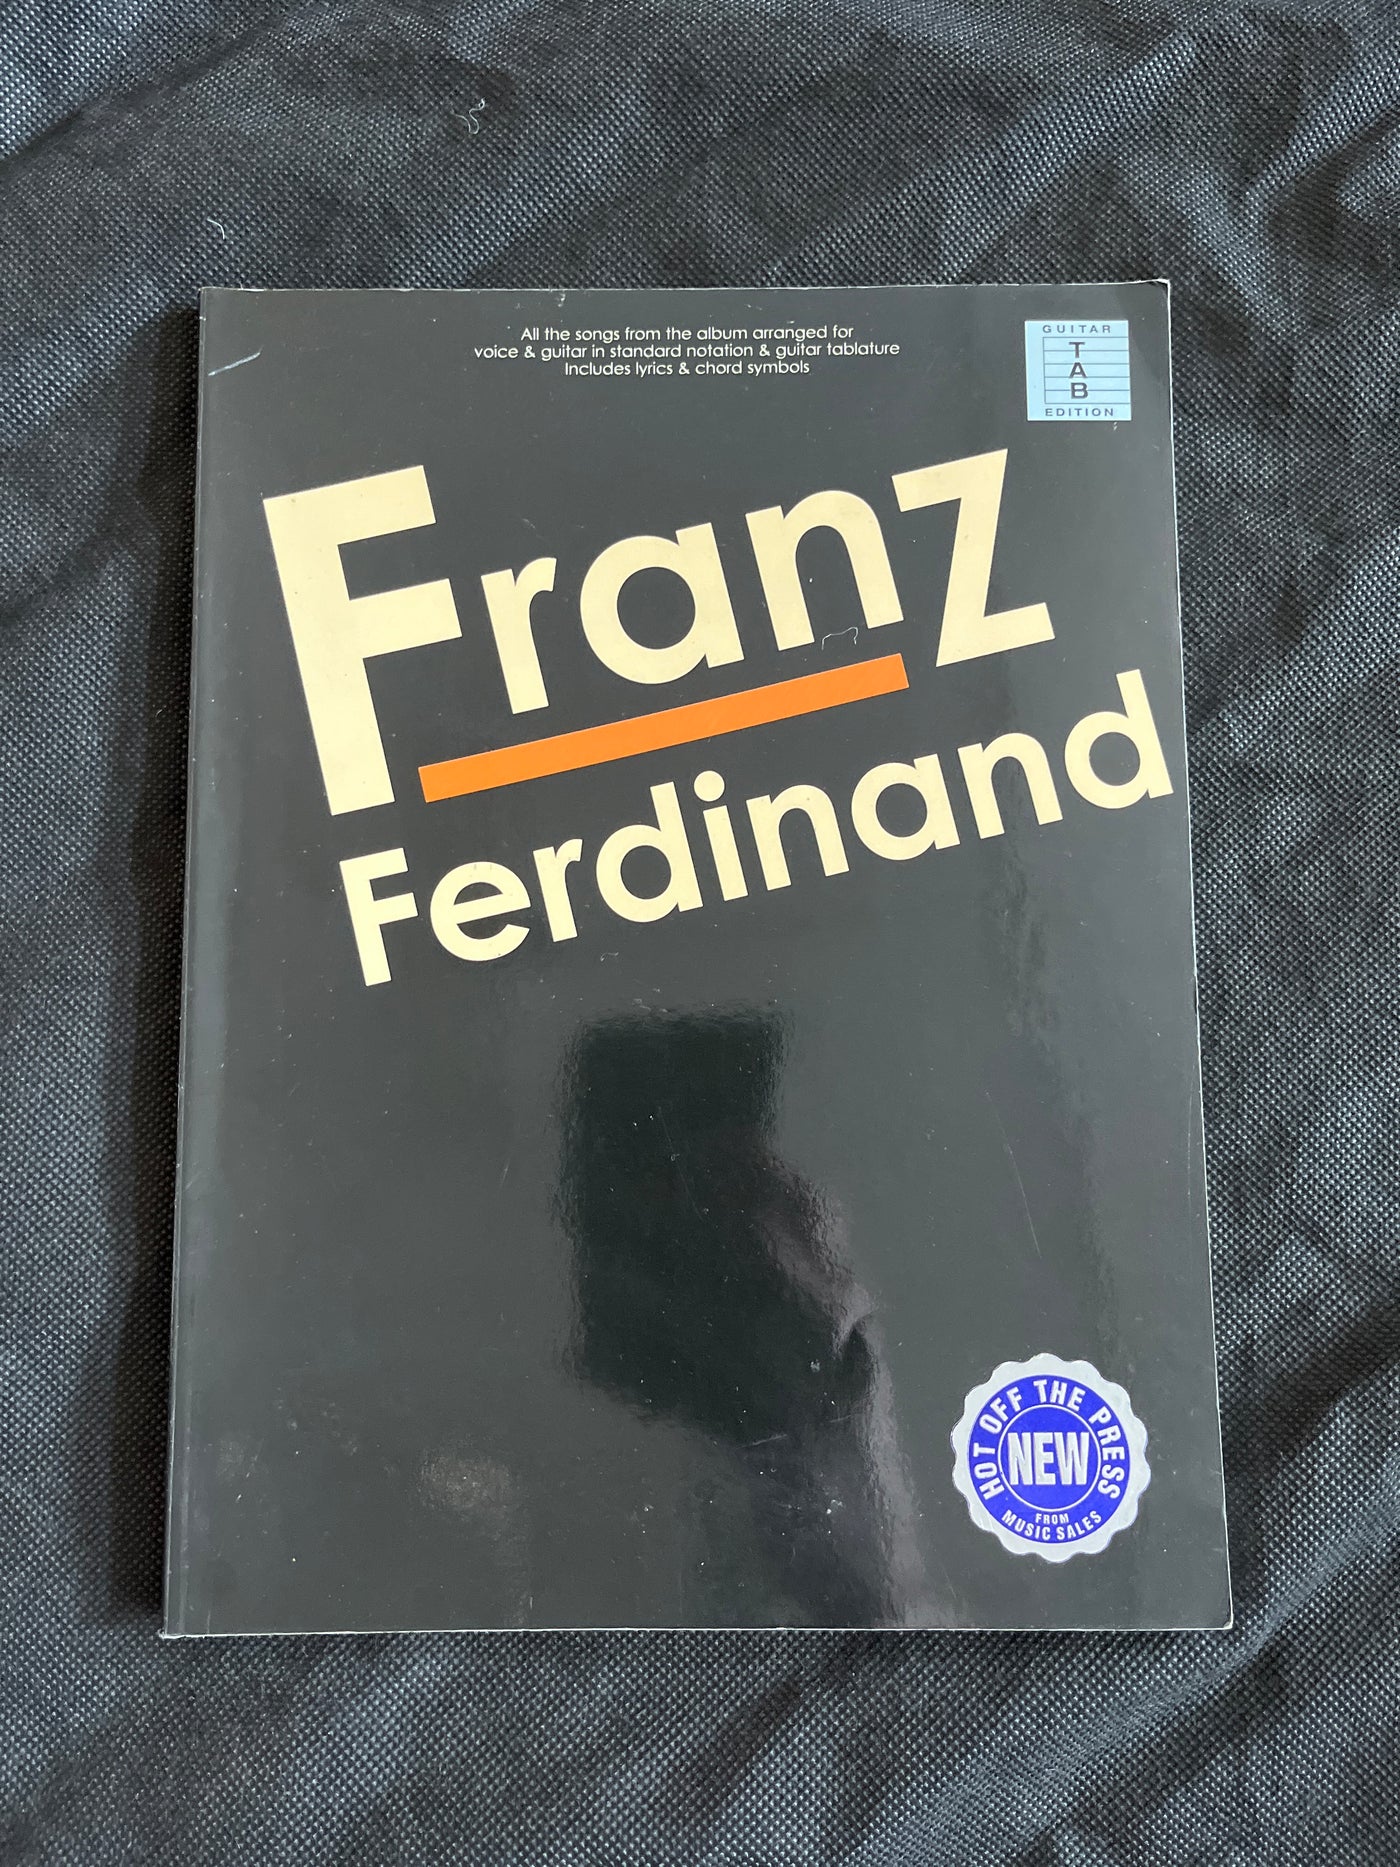 All the songs from the album arranged for
voice & guitar in standard notation & guitar tablature
Includes lyrics & chord symbols
GUITAR
T
A
B
EDITION
Franz
Ferdinand
HOT OFF THE PRESS
NEW
FROM
MUSIC SALES